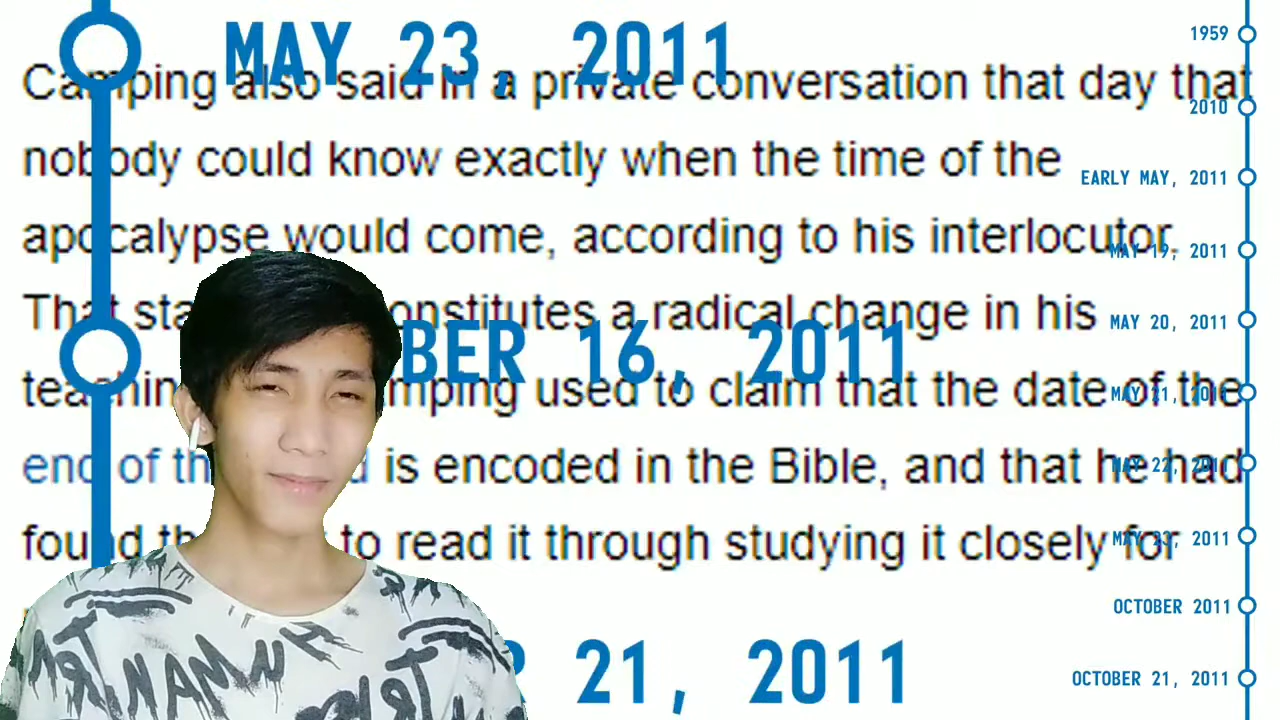 MAY 23, 2011
Camping also said in a private conversation that day that
nobody could know exactly when the time of the
apocalypse would come, according to his interlocutor.
That sta onstitutes a radical change in his
BER 16, 2011
teachin mping used to claim that the date of the
end of th d is encoded in the Bible, and that he had
found th to read it through studying it closely for
21, 2011
1959
2010
EARLY MAY, 2011
MAY 19, 2011
MAY 20, 2011
MAY 21, 2011
MAY 22, 2011
MAY 23, 2011
OCTOBER 2011
OCTOBER 21, 2011